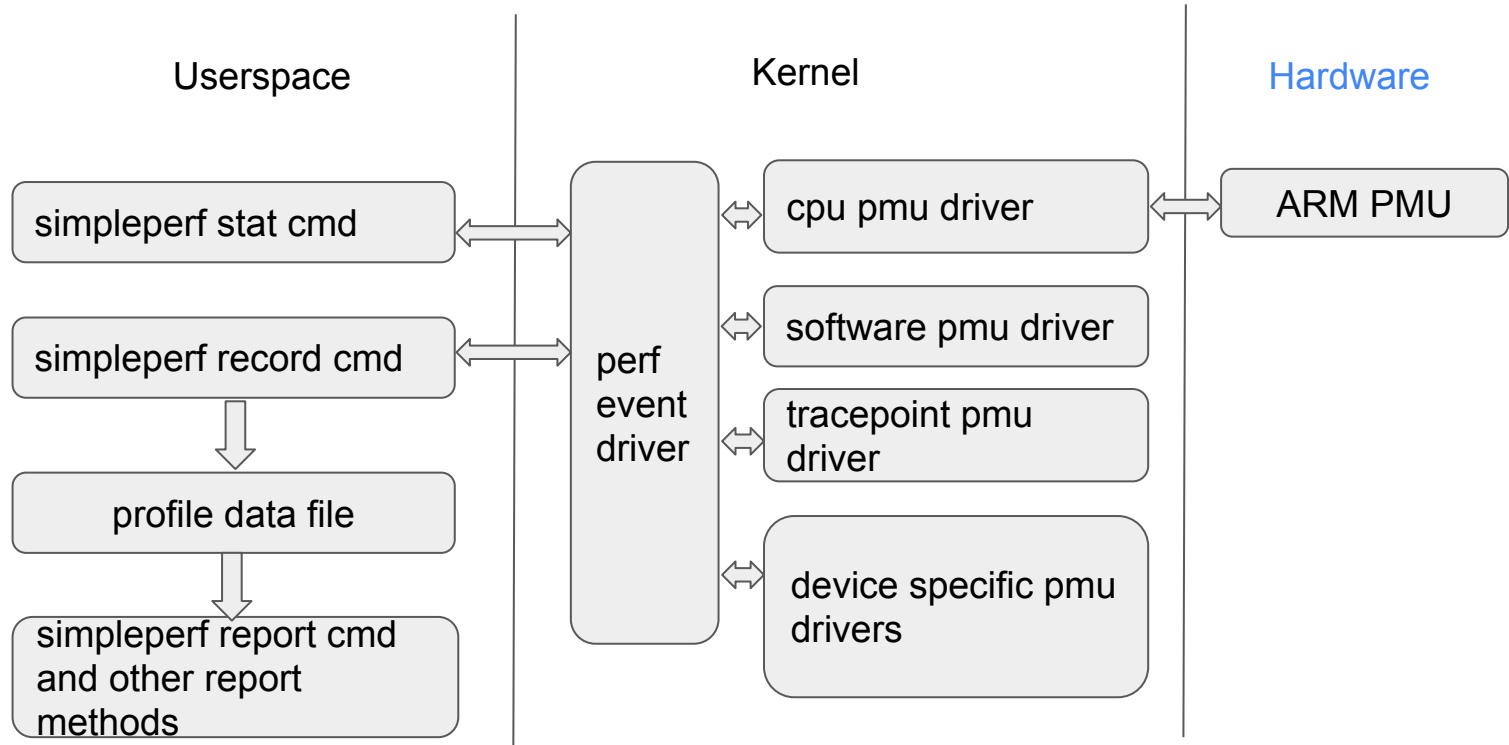 Userspace
Kernel
Hardware
simpleperf stat cmd
simpleperf record cmd
profile data file
simpleperf report cmd
and other report
methods
perf
event
driver
cpu pmu driver
software pmu driver
tracepoint pmu
driver
device specific pmu
drivers
ARM PMU